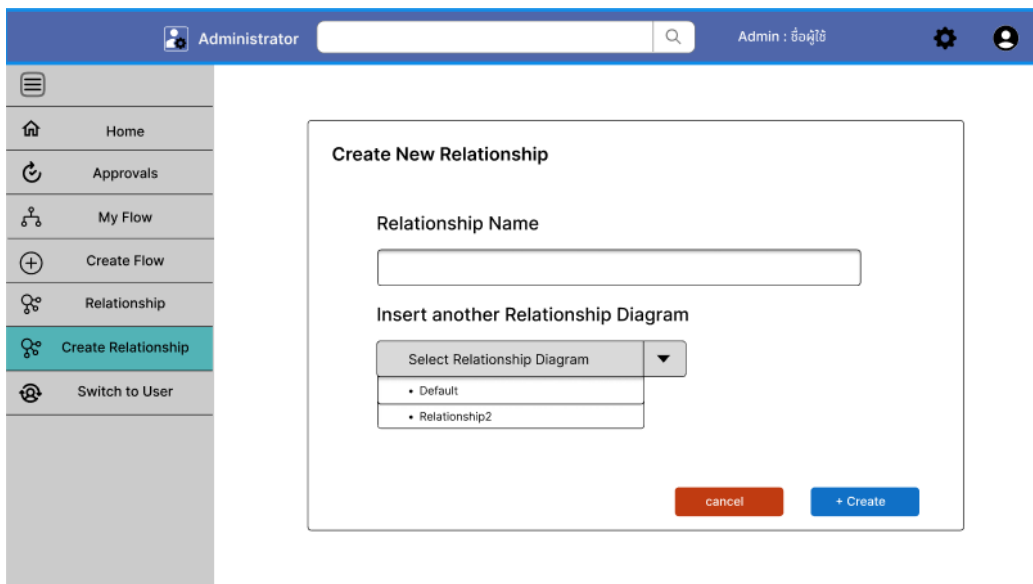 Administrator
Admin : ชื่อผู้ใช้
Home
Approvals
My Flow
Create Flow
Relationship
Create Relationship
Switch to User
Create New Relationship
Relationship Name
Insert another Relationship Diagram
Select Relationship Diagram
• Default
• Relationship2
cancel
+ Create